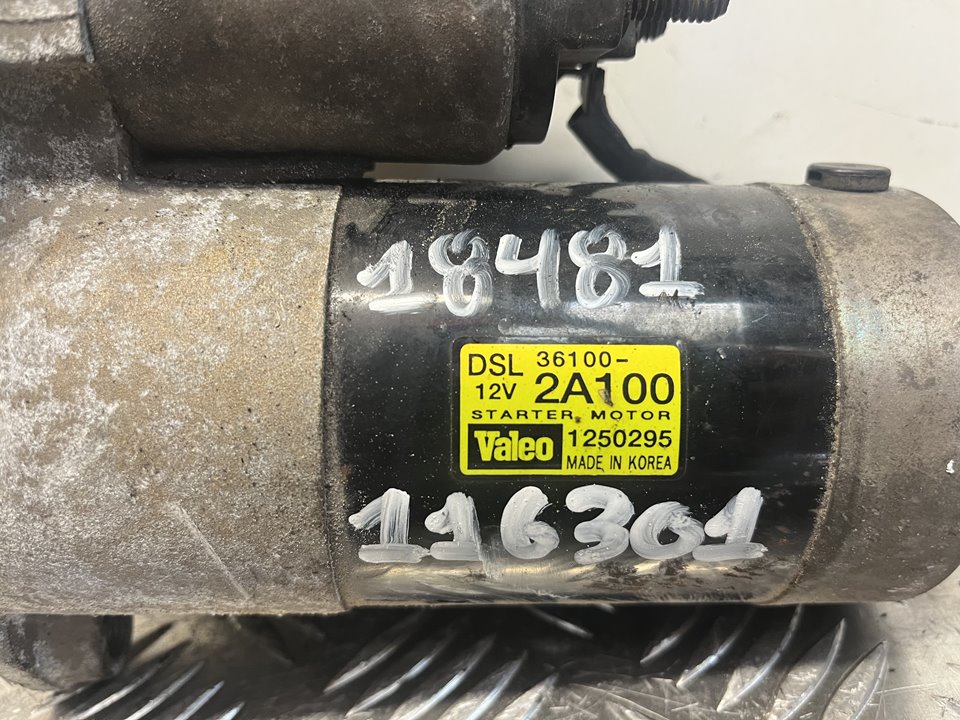 18481
DSL 36100-
12V 2A100
STARTER MOTOR
Valeo 1250295
MADE IN KOREA
116301